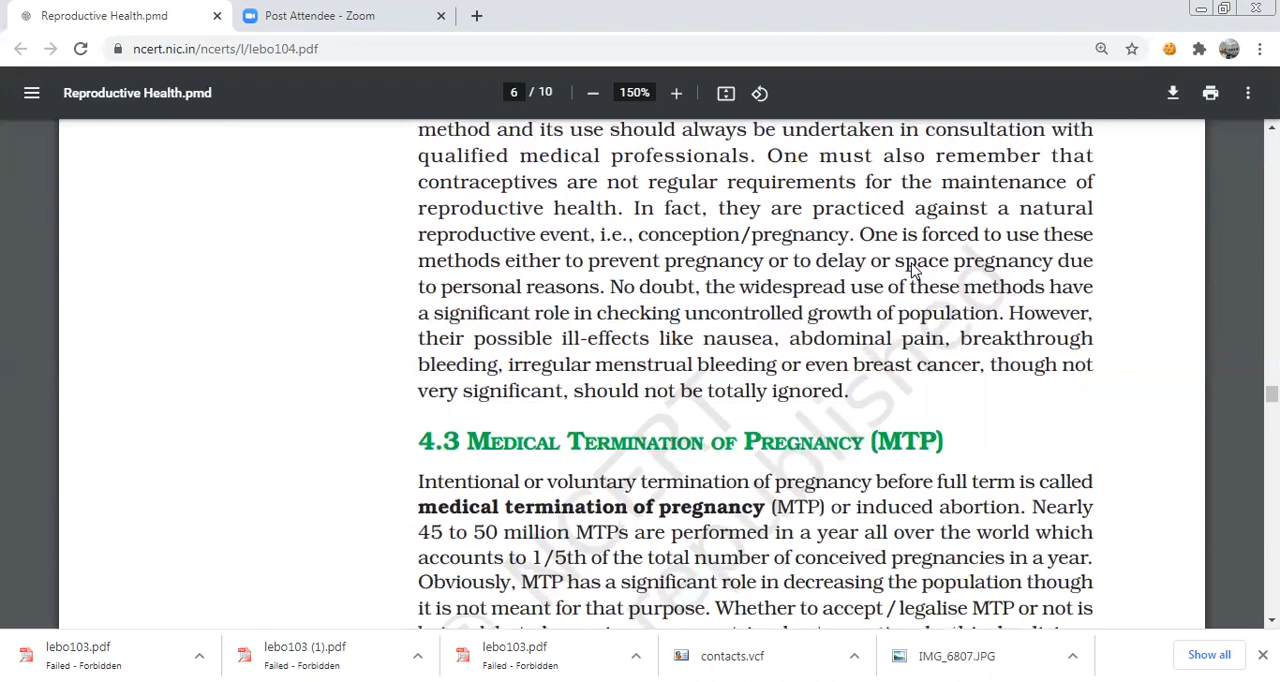 Reproductive Health.pmd
Post Attendee - Zoom
ncert.nic.in/ncerts/l/lebo104.pdf
Reproductive Health.pmd
6 / 10
150%
method and its use should always be undertaken in consultation with
qualified medical professionals. One must also remember that
contraceptives are not regular requirements for the maintenance of
reproductive health. In fact, they are practiced against a natural
reproductive event, i.e., conception/pregnancy. One is forced to use these
methods either to prevent pregnancy or to delay or space pregnancy due
to personal reasons. No doubt, the widespread use of these methods have
a significant role in checking uncontrolled growth of population. However,
their possible ill-effects like nausea, abdominal pain, breakthrough
bleeding, irregular menstrual bleeding or even breast cancer, though not
very significant, should not be totally ignored.
4.3 Medical Termination of Pregnancy (MTP)
Intentional or voluntary termination of pregnancy before full term is called
medical termination of pregnancy (MTP) or induced abortion. Nearly
45 to 50 million MTPs are performed in a year all over the world which
accounts to 1/5th of the total number of conceived pregnancies in a year.
Obviously, MTP has a significant role in decreasing the population though
it is not meant for that purpose. Whether to accept / legalise MTP or not is
© NCERT
republished
lebo103.pdf
Failed - Forbidden
lebo103 (1).pdf
Failed - Forbidden
lebo103.pdf
Failed - Forbidden
contacts.vcf
IMG_6807.JPG
Show all